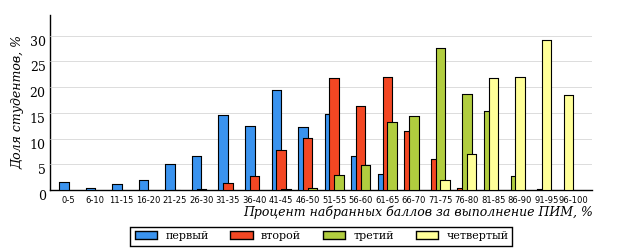 Доля студентов, %
30
25
20
15
10
5
0
0-5 6-10 11-15 16-20 21-25 26-30 31-35 36-40 41-45 46-50 51-55 56-60 61-65 66-70 71-75 76-80 81-85 86-90 91-95 96-100
Процент набранных баллов за выполнение ПИМ, %
первый второй третий четвертый